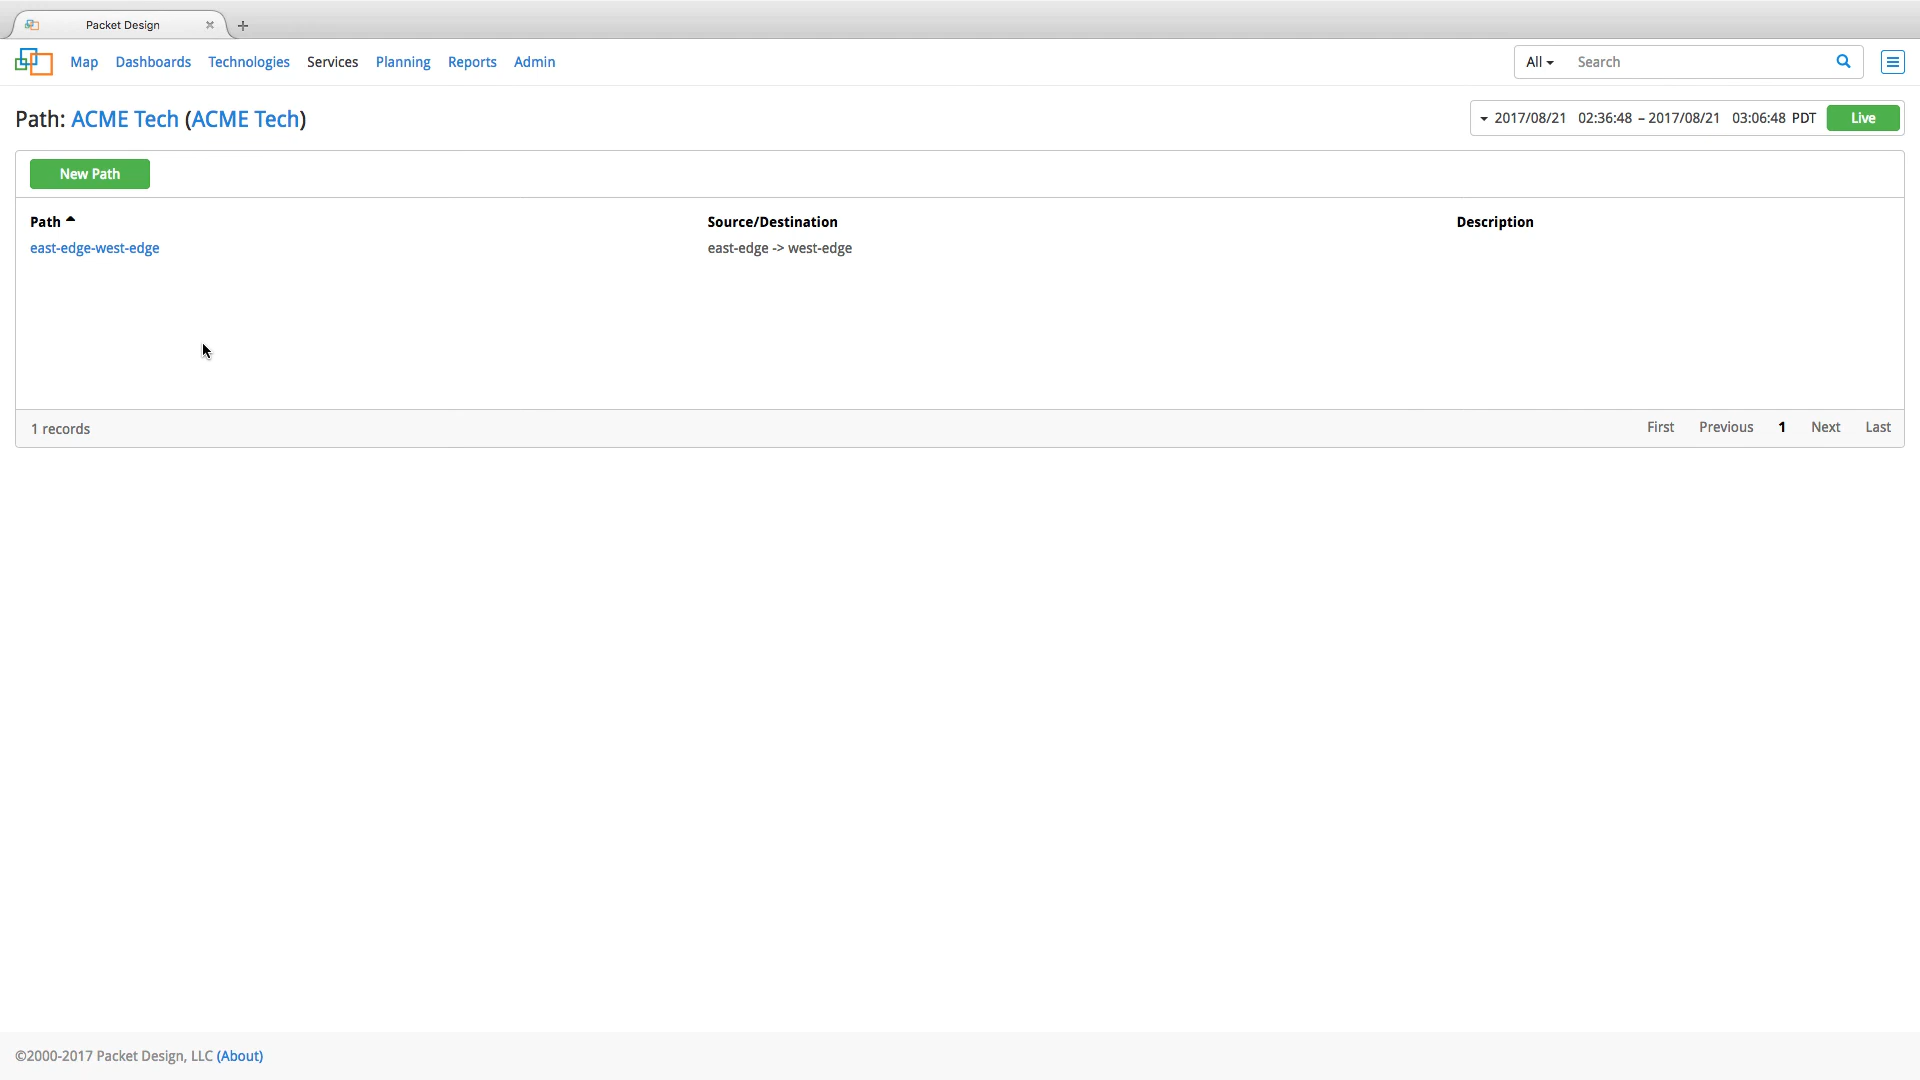 Packet Design
Map Dashboards Technologies Services Planning Reports Admin All Search
Path: ACME Tech (ACME Tech) 2017/08/21 02:36:48 – 2017/08/21 03:06:48 PDT Live
New Path
Path Source/Destination Description
east-edge-west-edge east-edge -> west-edge
1 records First Previous 1 Next Last
©2000-2017 Packet Design, LLC (About)